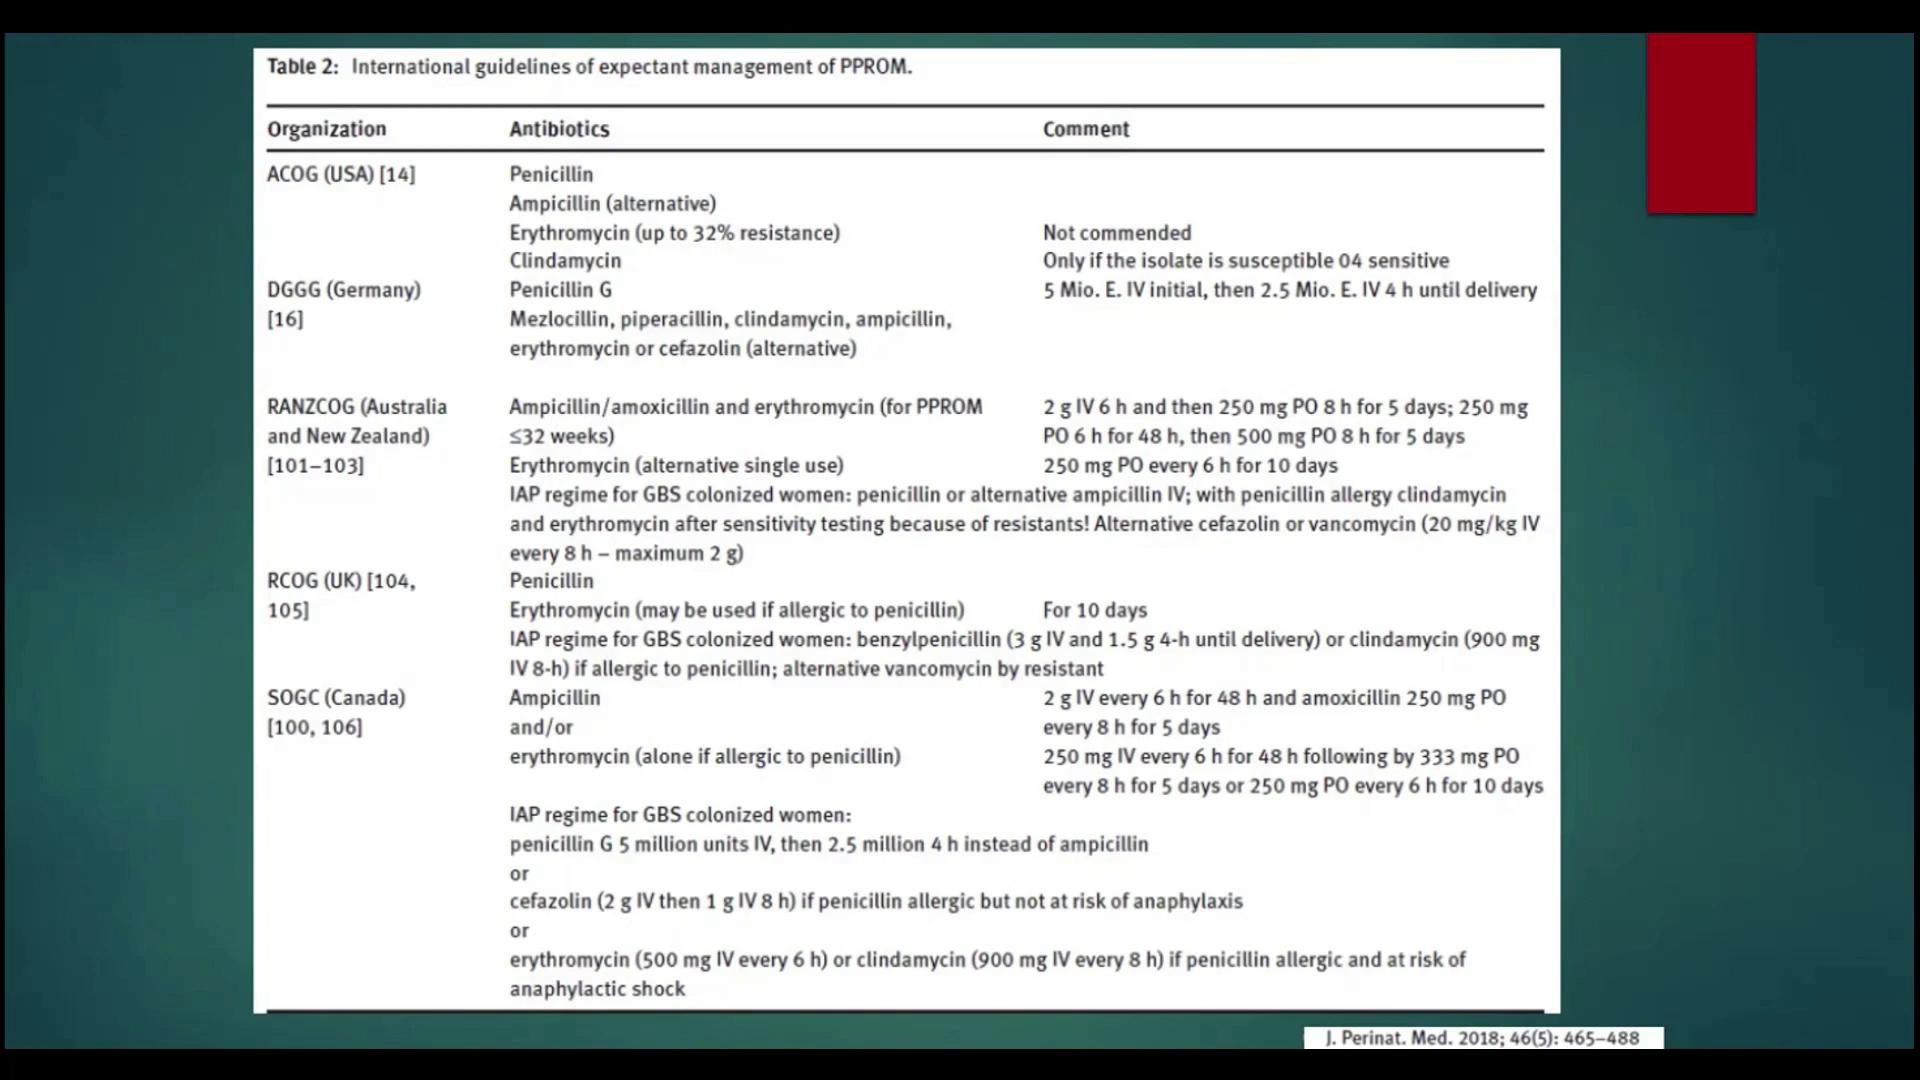 Table 2: International guidelines of expectant management of PPROM.
Organization Antibiotics Comment
ACOG (USA) [14] Penicillin
Ampicillin (alternative)
Erythromycin (up to 32% resistance) Not commended
Clindamycin Only if the isolate is susceptible 04 sensitive
DGGG (Germany) Penicillin G 5 Mio. E. IV initial, then 2.5 Mio. E. IV 4 h until delivery
[16] Mezlocillin, piperacillin, clindamycin, ampicillin,
erythromycin or cefazolin (alternative)
RANZCOG (Australia Ampicillin/amoxicillin and erythromycin (for PPROM 2 g IV 6 h and then 250 mg PO 8 h for 5 days; 250 mg
and New Zealand) ≤32 weeks) PO 6 h for 48 h, then 500 mg PO 8 h for 5 days
[101–103] Erythromycin (alternative single use) 250 mg PO every 6 h for 10 days
IAP regime for GBS colonized women: penicillin or alternative ampicillin IV; with penicillin allergy clindamycin
and erythromycin after sensitivity testing because of resistants! Alternative cefazolin or vancomycin (20 mg/kg IV
every 8 h – maximum 2 g)
RCOG (UK) [104, Penicillin
105] Erythromycin (may be used if allergic to penicillin) For 10 days
IAP regime for GBS colonized women: benzylpenicillin (3 g IV and 1.5 g 4-h until delivery) or clindamycin (900 mg
IV 8-h) if allergic to penicillin; alternative vancomycin by resistant
SOGC (Canada) Ampicillin 2 g IV every 6 h for 48 h and amoxicillin 250 mg PO
[100, 106] and/or every 8 h for 5 days
erythromycin (alone if allergic to penicillin) 250 mg IV every 6 h for 48 h following by 333 mg PO
every 8 h for 5 days or 250 mg PO every 6 h for 10 days
IAP regime for GBS colonized women:
penicillin G 5 million units IV, then 2.5 million 4 h instead of ampicillin
or
cefazolin (2 g IV then 1 g IV 8 h) if penicillin allergic but not at risk of anaphylaxis
or
erythromycin (500 mg IV every 6 h) or clindamycin (900 mg IV every 8 h) if penicillin allergic and at risk of
anaphylactic shock
J. Perinat. Med. 2018; 46(5): 465–488